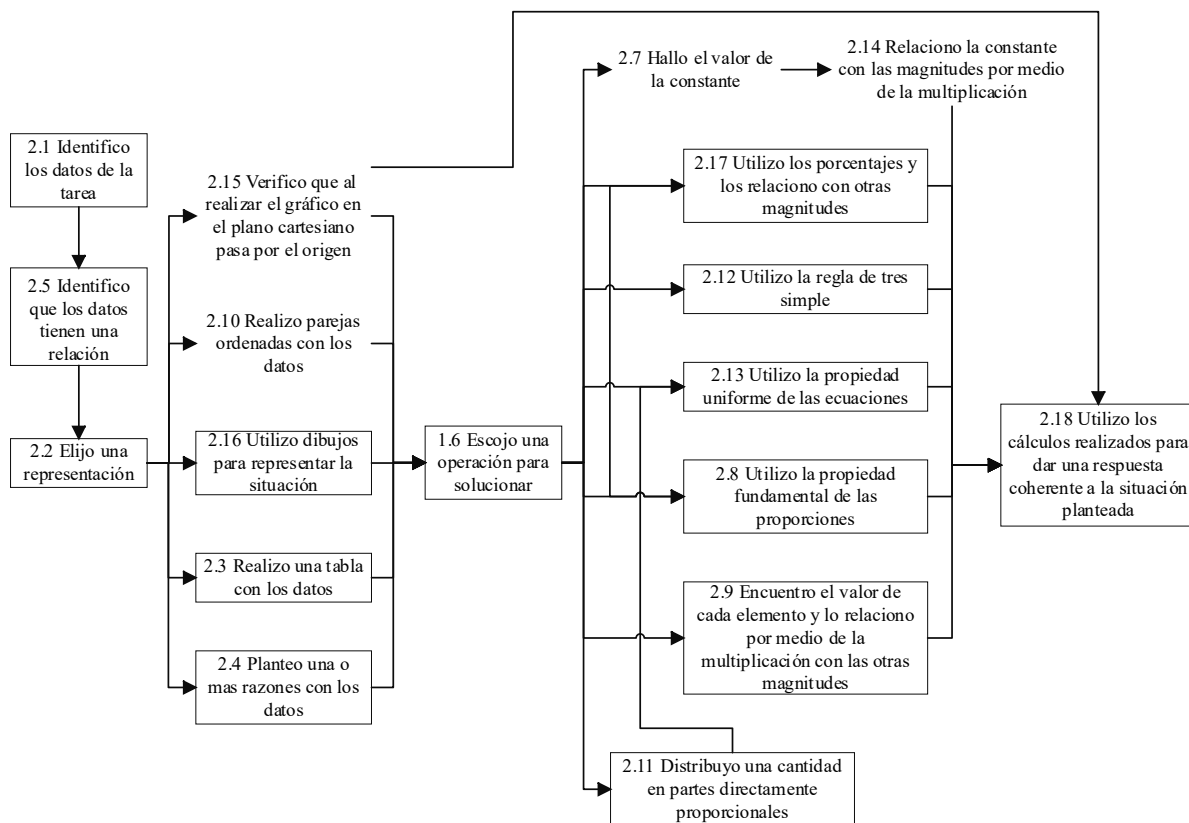 2.1 Identifico
los datos de la
tarea
2.5 Identifico
que los datos
tienen una
relación
2.2 Elijo una
representación
2.15 Verifico que al
realizar el gráfico en
el plano cartesiano
pasa por el origen
2.10 Realizo parejas
ordenadas con los
datos
2.16 Utilizo dibujos
para representar la
situación
2.3 Realizo una tabla
con los datos
2.4 Planteo una o
mas razones con los
datos
1.6 Escojo una
operación para
solucionar
2.7 Hallo el valor de
la constante
2.14 Relaciono la constante
con las magnitudes por medio
de la multiplicación
2.17 Utilizo los porcentajes y
los relaciono con otras
magnitudes
2.12 Utilizo la regla de tres
simple
2.13 Utilizo la propiedad
uniforme de las ecuaciones
2.8 Utilizo la propiedad
fundamental de las
proporciones
2.9 Encuentro el valor de
cada elemento y lo relaciono
por medio de la
multiplicación con las otras
magnitudes
2.11 Distribuyo una cantidad
en partes directamente
proporcionales
2.18 Utilizo los
cálculos realizados para
dar una respuesta
coherente a la situación
planteada